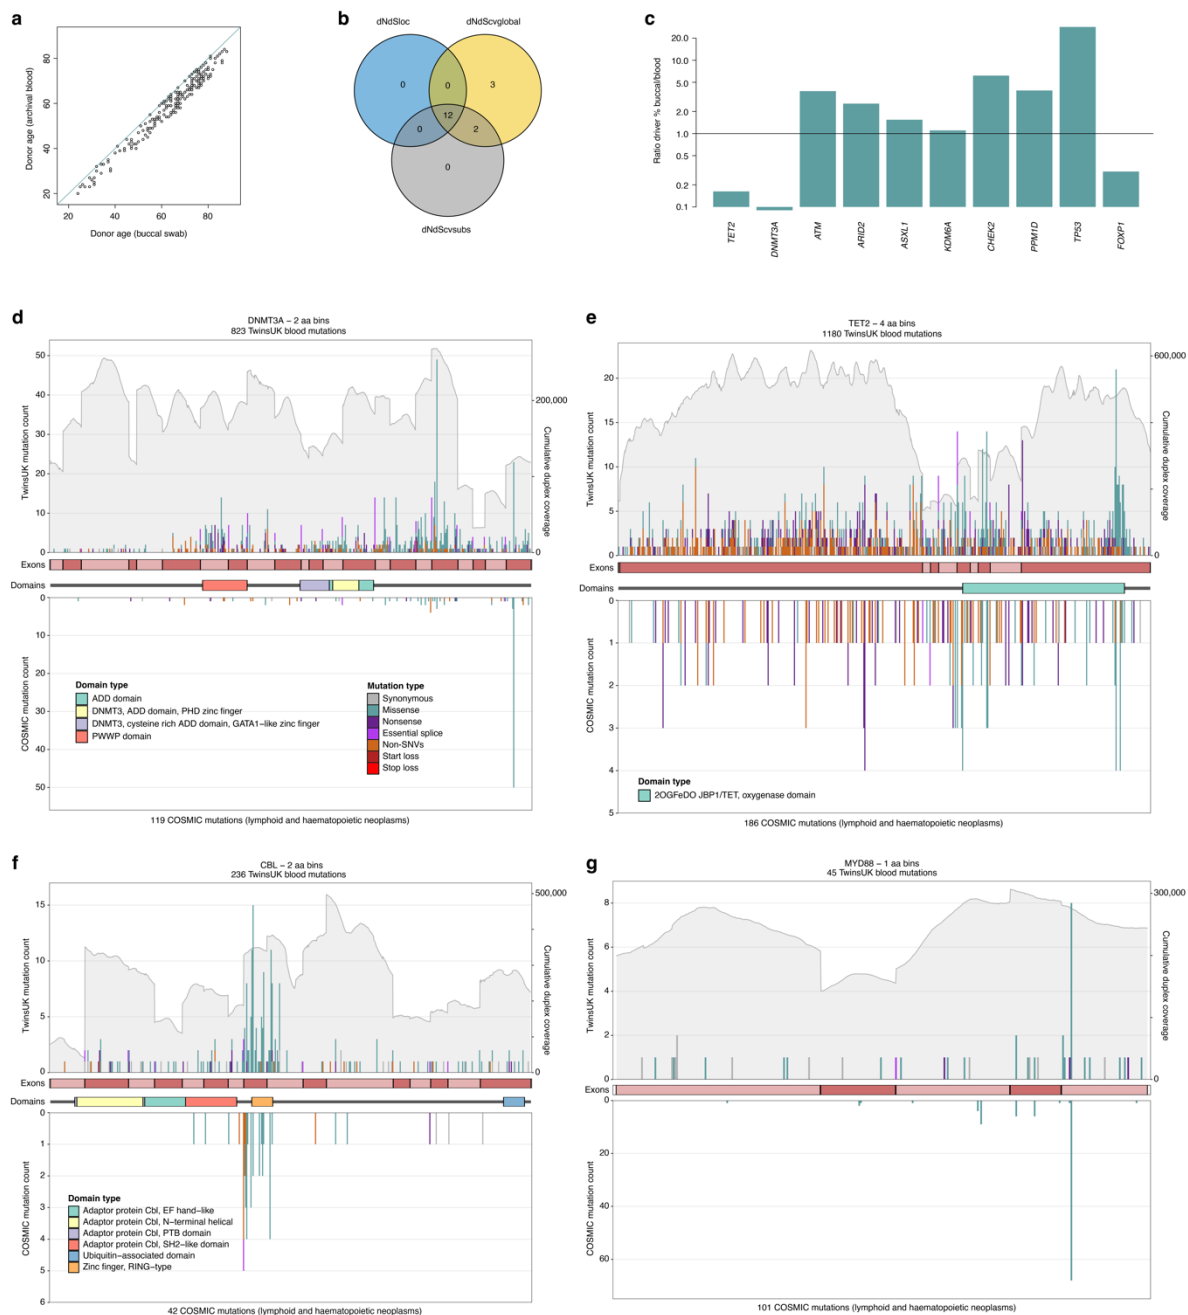 a
Donor age (archival blood)
80
60
40
20
20 40 60 80
Donor age (buccal swab)
b
dNdSloc
dNdScvglobal
0
0
3
12
0
2
0
dNdScvsubs
c
Ratio driver % buccal/blood
20.0
10.0
5.0
2.0
1.0
0.5
0.2
0.1
TET2
DNMT3A
ATM
ARID2
ASXL1
KDM6A
CHEK2
PPM1D
TP53
FOXP1
d
DNMT3A – 2 aa bins
823 TwinsUK blood mutations
TwinsUK mutation count
50
40
30
20
10
0
200,000
0
Cumulative duplex coverage
Exons
Domains
COSMIC mutation count
0
10
20
30
40
50
Domain type
ADD domain
DNMT3, ADD domain, PHD zinc finger
DNMT3, cysteine rich ADD domain, GATA1−like zinc finger
PWWP domain
Mutation type
Synonymous
Missense
Nonsense
Essential splice
Non−SNVs
Start loss
Stop loss
119 COSMIC mutations (lymphoid and haematopoietic neoplasms)
e
TET2 – 4 aa bins
1180 TwinsUK blood mutations
TwinsUK mutation count
20
15
10
5
0
600,000
0
Cumulative duplex coverage
Exons
Domains
COSMIC mutation count
0
1
2
3
4
5
Domain type
2OGFeDO JBP1/TET, oxygenase domain
186 COSMIC mutations (lymphoid and haematopoietic neoplasms)
f
CBL – 2 aa bins
236 TwinsUK blood mutations
TwinsUK mutation count
15
10
5
0
500,000
0
Cumulative duplex coverage
Exons
Domains
COSMIC mutation count
0
1
2
3
4
5
6
Domain type
Adaptor protein Cbl, EF hand−like
Adaptor protein Cbl, N−terminal helical
Adaptor protein Cbl, PTB domain
Adaptor protein Cbl, SH2−like domain
Ubiquitin−associated domain
Zinc finger, RING−type
42 COSMIC mutations (lymphoid and haematopoietic neoplasms)
g
MYD88 – 1 aa bins
45 TwinsUK blood mutations
TwinsUK mutation count
8
6
4
2
0
300,000
0
Cumulative duplex coverage
Exons
COSMIC mutation count
0
20
40
60
101 COSMIC mutations (lymphoid and haematopoietic neoplasms)